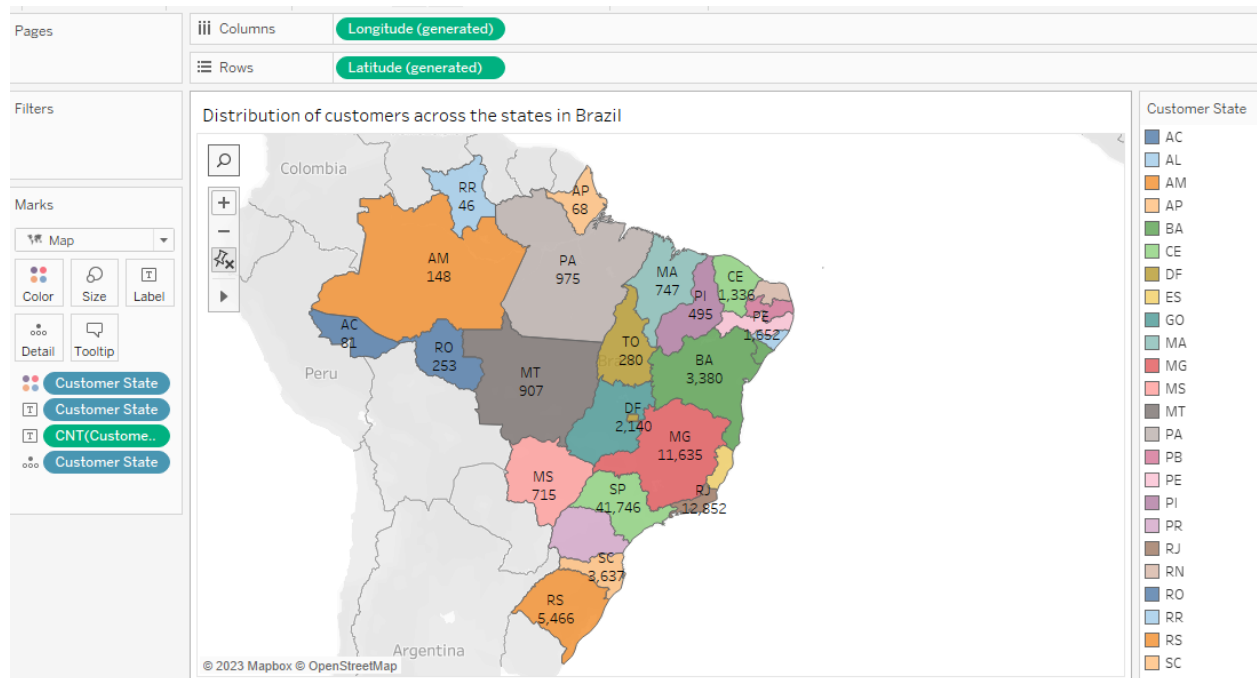 Pages
Columns
Longitude (generated)
Rows
Latitude (generated)
Filters
Marks
Map
Color
Size
Label
Detail
Tooltip
Customer State
Customer State
CNT(Custome..
Customer State
Distribution of customers across the states in Brazil
Colombia
RR
46
AP
68
AM
148
PA
975
MA
747
CE
1,336
PI
495
PE
1,652
AC
81
RO
253
TO
280
Peru
MT
907
BA
3,380
DF
2,140
MG
11,635
MS
715
SP
41,746
RJ
12,852
SC
3,637
RS
5,466
Argentina
© 2023 Mapbox © OpenStreetMap
Customer State
AC
AL
AM
AP
BA
CE
DF
ES
GO
MA
MG
MS
MT
PA
PB
PE
PI
PR
RJ
RN
RO
RR
RS
SC